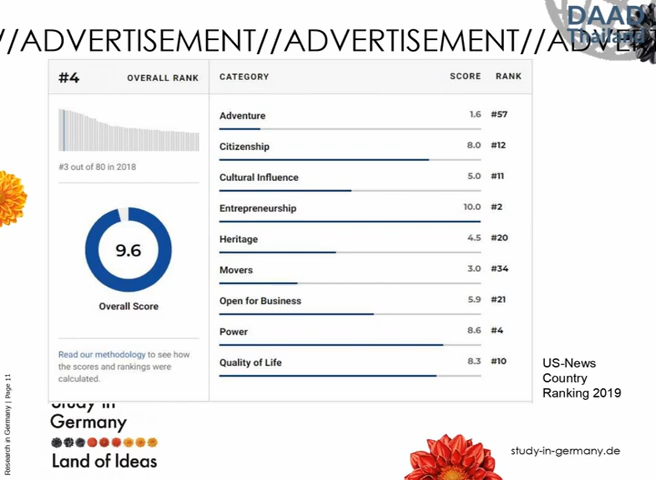 DAAD
Thailand
//ADVERTISEMENT//ADVERTISEMENT//ADVERT
#4 OVERALL RANK
#3 out of 80 in 2018
9.6
Overall Score
Read our methodology to see how
the scores and rankings were
calculated.
CATEGORY SCORE RANK
Adventure 1.6 #57
Citizenship 8.0 #12
Cultural Influence 5.0 #11
Entrepreneurship 10.0 #2
Heritage 4.5 #20
Movers 3.0 #34
Open for Business 5.9 #21
Power 8.6 #4
Quality of Life 8.3 #10
US-News
Country
Ranking 2019
Study in
Germany
Land of Ideas
study-in-germany.de
Research in Germany | Page 11